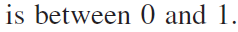 is between 0 and 1.